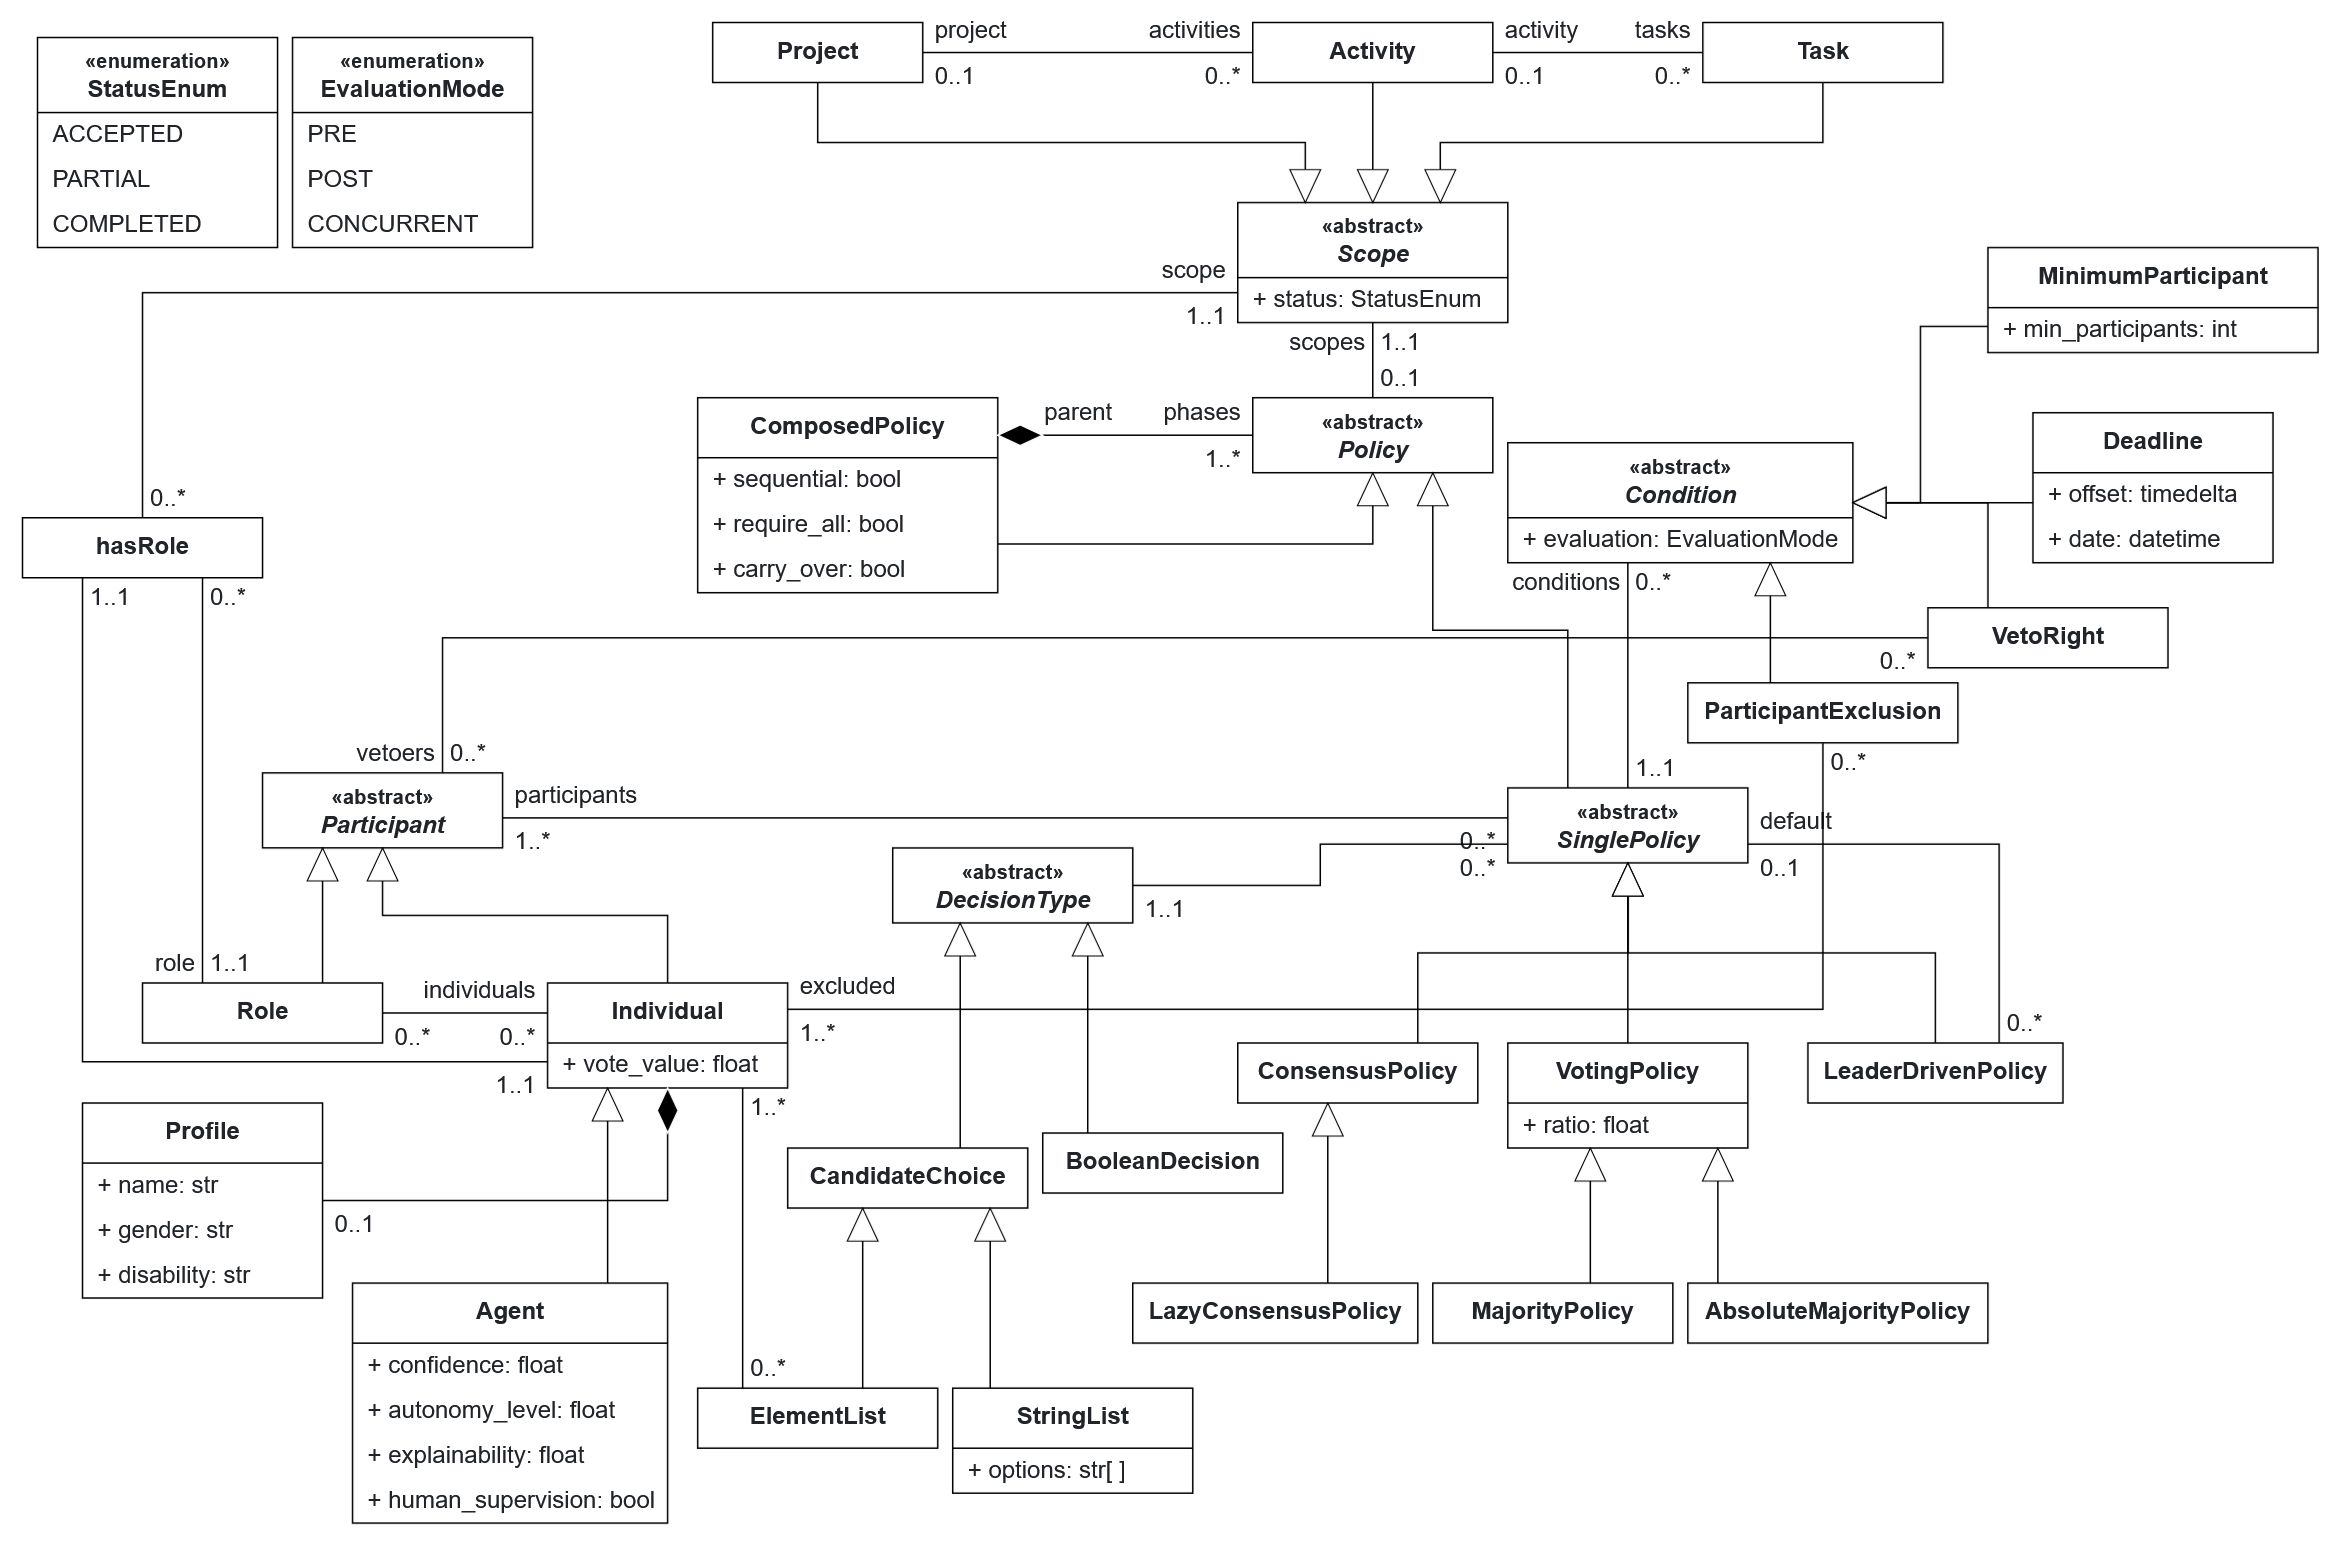 «enumeration»
StatusEnum
ACCEPTED
PARTIAL
COMPLETED
«enumeration»
EvaluationMode
PRE
POST
CONCURRENT
Project
project
0..1
activities
0..*
Activity
activity
0..1
tasks
0..*
Task
«abstract»
Scope
+ status: StatusEnum
scope
1..1
scopes
1..1
0..1
MinimumParticipant
+ min_participants: int
ComposedPolicy
+ sequential: bool
+ require_all: bool
+ carry_over: bool
parent
phases
1..*
«abstract»
Policy
«abstract»
Condition
+ evaluation: EvaluationMode
Deadline
+ offset: timedelta
+ date: datetime
0..*
hasRole
1..1
0..*
conditions
0..*
VetoRight
0..*
ParticipantExclusion
0..*
vetoers
0..*
«abstract»
Participant
participants
1..*
1..1
«abstract»
SinglePolicy
0..*
0..*
default
0..1
«abstract»
DecisionType
1..1
role
1..1
Role
individuals
0..*
0..*
Individual
+ vote_value: float
excluded
1..*
1..1
1..*
0..*
ConsensusPolicy
VotingPolicy
+ ratio: float
LeaderDrivenPolicy
Profile
+ name: str
+ gender: str
+ disability: str
0..1
CandidateChoice
BooleanDecision
Agent
+ confidence: float
+ autonomy_level: float
+ explainability: float
+ human_supervision: bool
LazyConsensusPolicy
MajorityPolicy
AbsoluteMajorityPolicy
0..*
ElementList
StringList
+ options: str[ ]